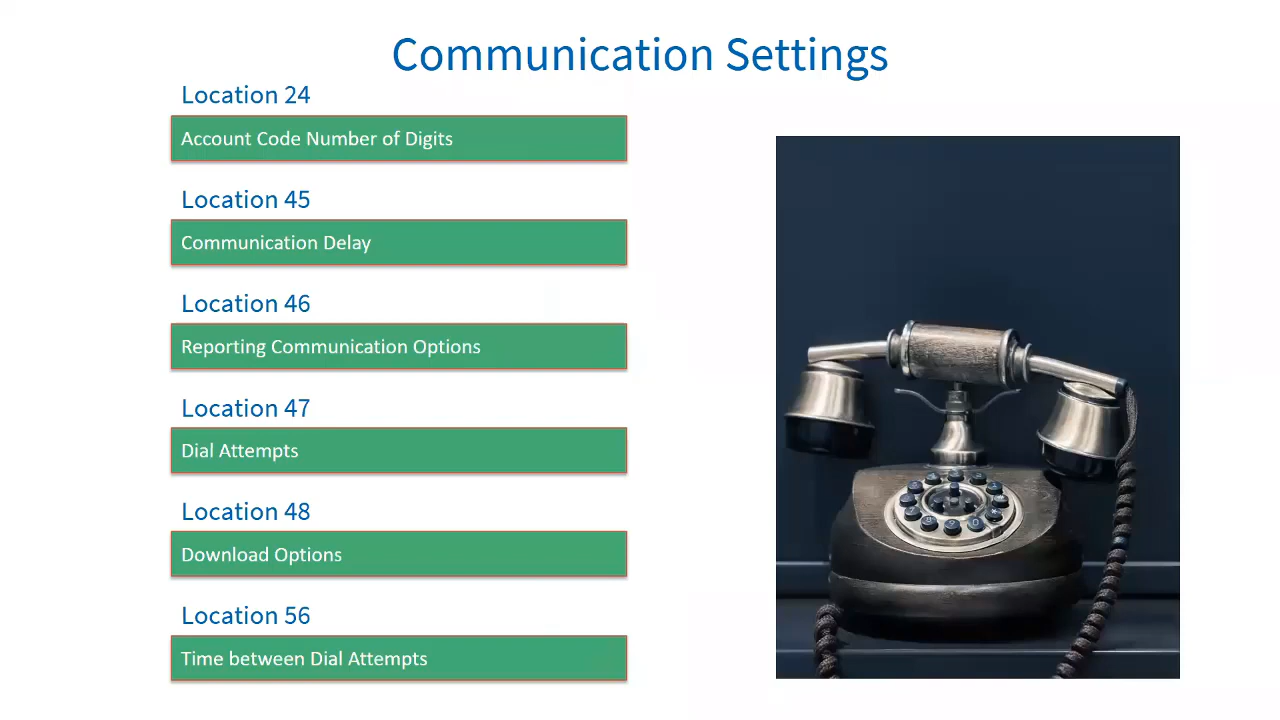 Communication Settings
Location 24
Account Code Number of Digits
Location 45
Communication Delay
Location 46
Reporting Communication Options
Location 47
Dial Attempts
Location 48
Download Options
Location 56
Time between Dial Attempts